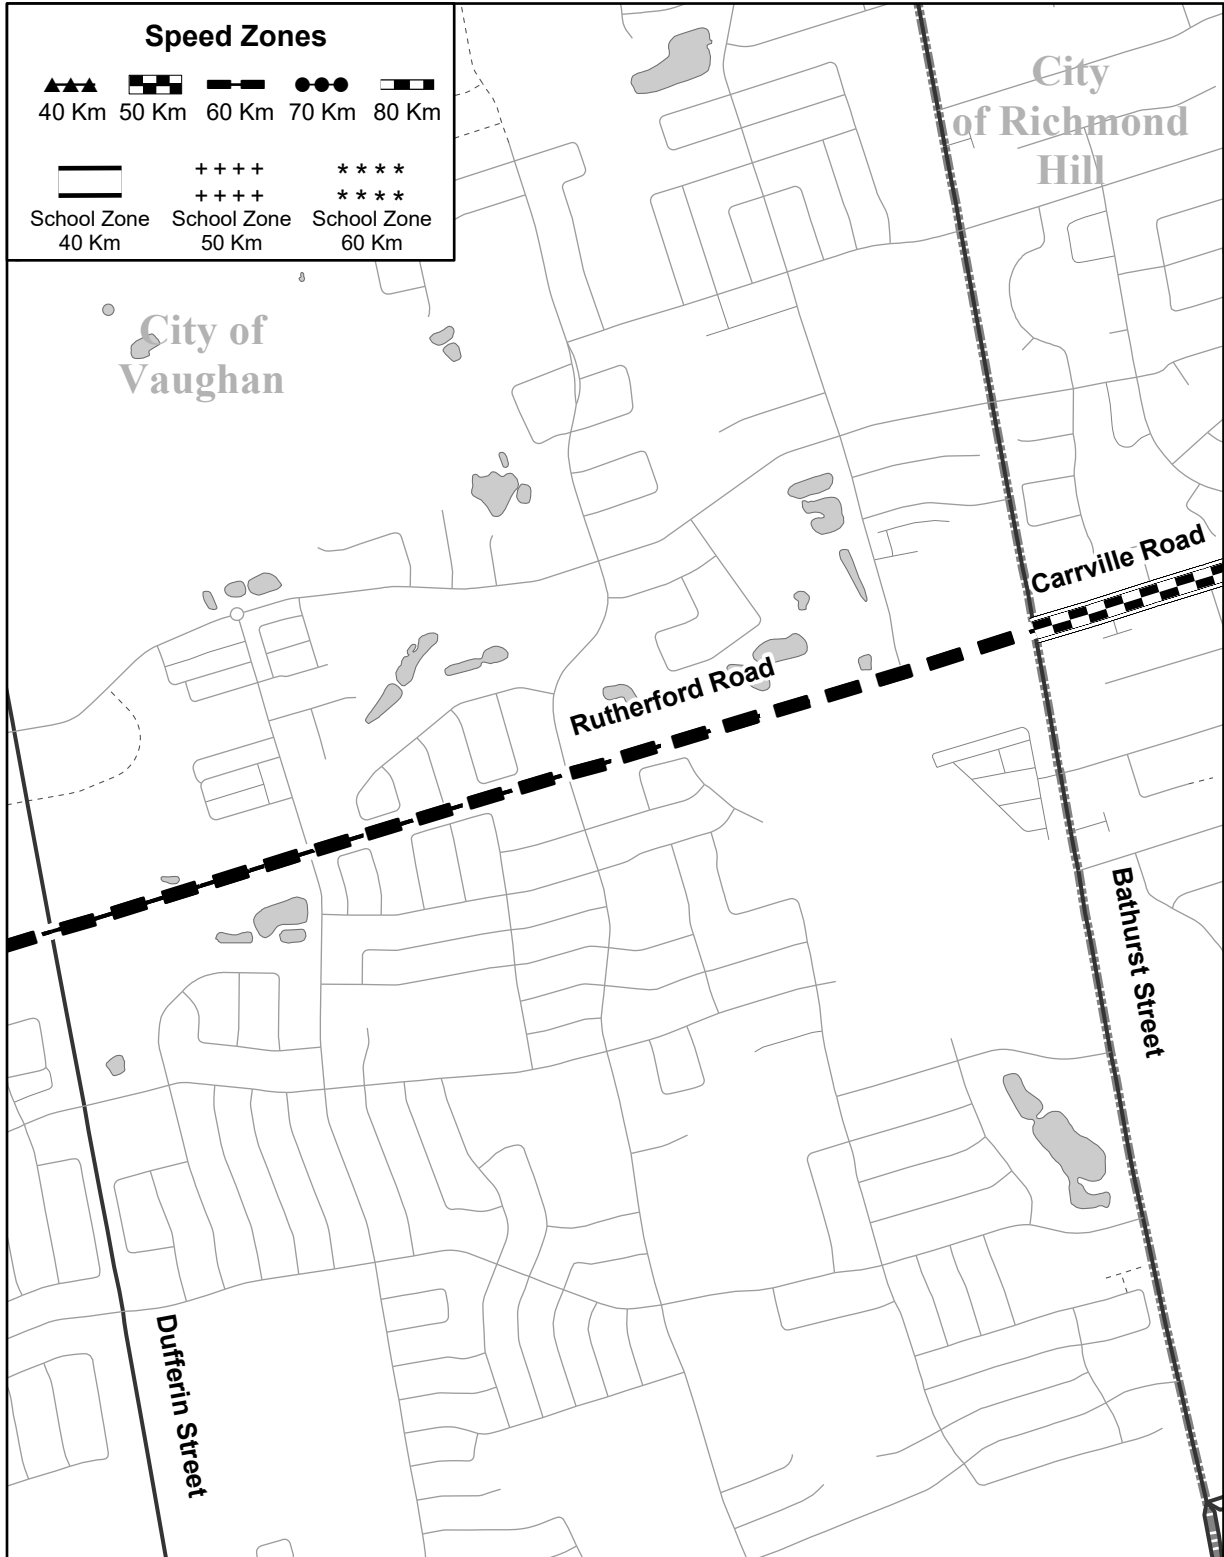 Speed Zones
40 Km 50 Km 60 Km 70 Km 80 Km
++++ ****
++++ ****
School Zone School Zone School Zone
40 Km 50 Km 60 Km
City
of Richmond
Hill
City of
Vaughan
Carrville Road
Rutherford Road
Bathurst Street
Dufferin Street